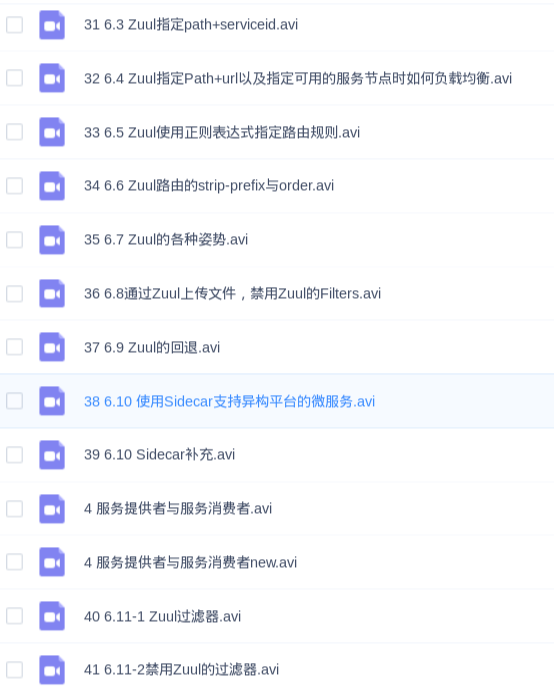 31 6.3 Zuul指定path+serviceid.avi
32 6.4 Zuul指定Path+url以及指定可用的服务节点时如何负载均衡.avi
33 6.5 Zuul使用正则表达式指定路由规则.avi
34 6.6 Zuul路由的strip-prefix与order.avi
35 6.7 Zuul的各种姿势.avi
36 6.8通过Zuul上传文件，禁用Zuul的Filters.avi
37 6.9 Zuul的回退.avi
38 6.10 使用Sidecar支持异构平台的微服务.avi
39 6.10 Sidecar补充.avi
4 服务提供者与服务消费者.avi
4 服务提供者与服务消费者new.avi
40 6.11-1 Zuul过滤器.avi
41 6.11-2禁用Zuul的过滤器.avi